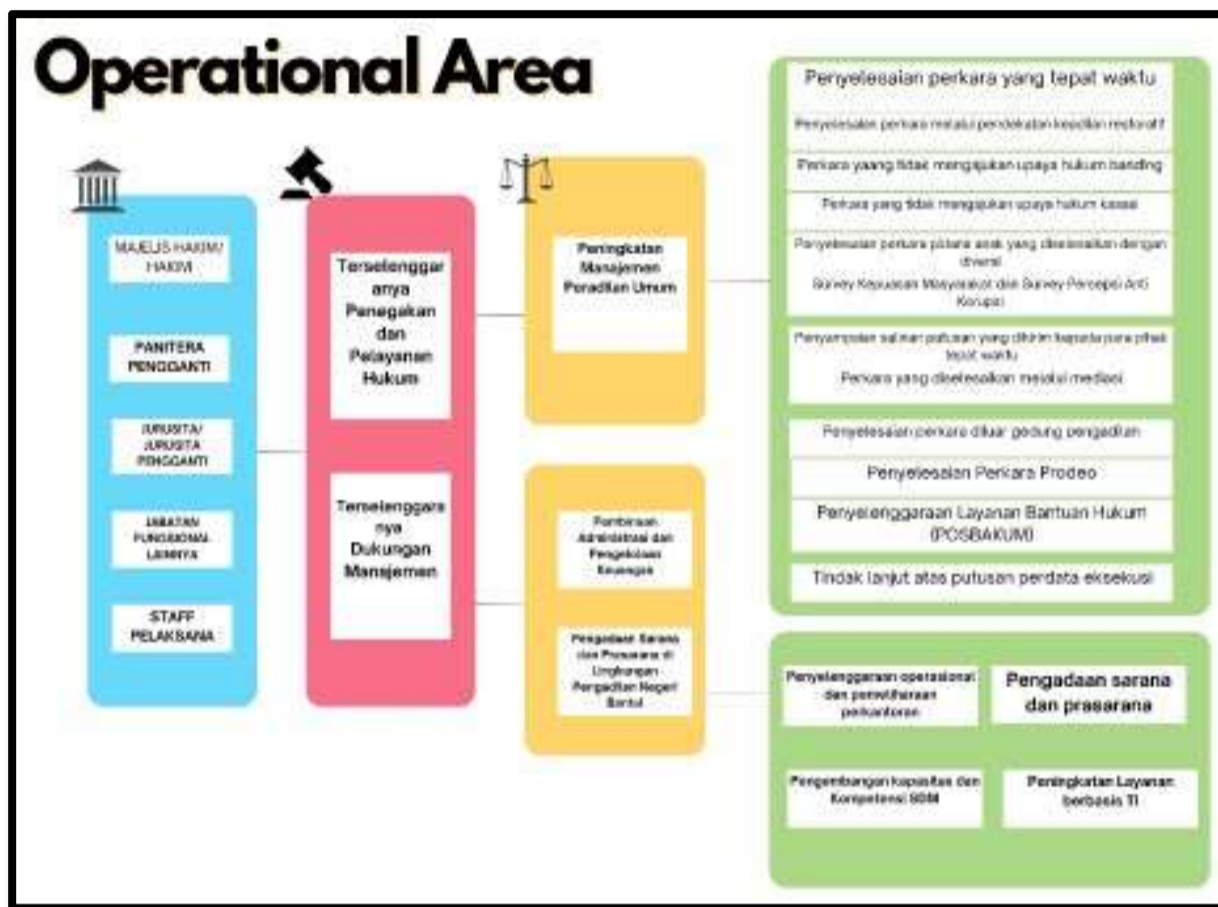 Operational Area
MAJELIS HAKIM/
HAKIM
PANITERA
PENGGANTI
JURUSITA/
JURUSITA
PENGGANTI
JABATAN
FUNGSIONAL
LAINNYA
STAFF
PELAKSANA
Terselenggar
anya
Penegakan
dan
Pelayanan
Hukum
Terselenggara
nya
Dukungan
Manajemen
Peningkatan
Manajemen
Peradilan Umum
Pembinaan
Administrasi dan
Pengelolaan
Keuangan
Pengadaan Sarana
dan Prasarana di
Lingkungan
Pengadilan Negeri
Bantul
Penyelesaian perkara yang tepat waktu
Penyelesaian perkara melalui pendekatan keadilan restoratif
Perkara yaang tidak mengajukan upaya hukum banding
Perkara yang tidak mengajukan upaya hukum kasasi
Penyelesaian perkara pidana anak yang diselesaikan dengan
diversi
Survey Kepuasan Masyarakat dan Survey Persepsi Anti
Korupsi
Penyampaian salinan putusan yang dikirim kepada para pihak
tepat waktu
Perkara yang diselesaikan melalui mediasi
Penyelesaian perkara diluar gedung pengadilan
Penyelesaian Perkara Prodeo
Penyelenggaraan Layanan Bantuan Hukum
(POSBAKUM)
Tindak lanjut atas putusan perdata eksekusi
Penyelenggaraan operasional
dan pemeliharaan
perkantoran
Pengadaan sarana
dan prasarana
Pengembangan kapasitas dan
Kompetensi SDM
Peningkatan Layanan
berbasis TI